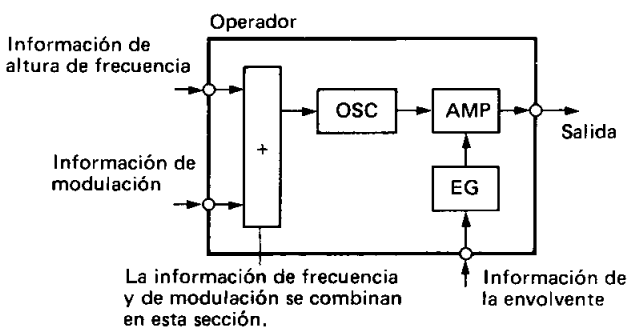 Operador
Información de
altura de frecuencia
OSC
AMP
Salida
+
Información de
modulación
EG
La información de frecuencia
y de modulación se combinan
en esta sección.
Información de
la envolvente